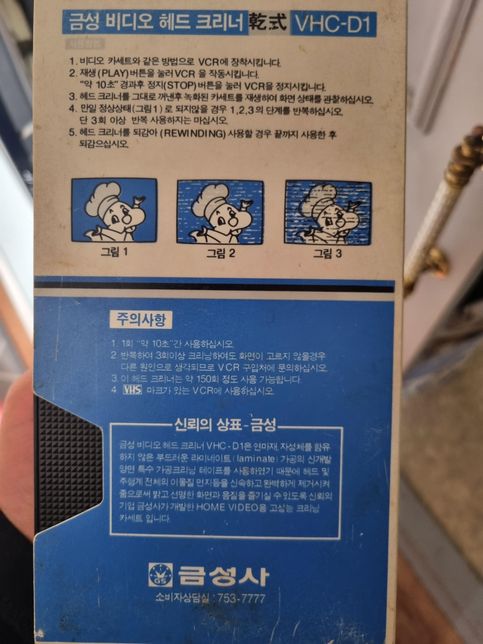 금성 비디오 헤드 크리너 乾式 VHC-D1
사용방법
1. 비디오 카세트와 같은 방법으로 VCR에 장착시킵니다.
2. 재생 (PLAY)버튼을 눌러 VCR 을 작동시킵니다.
"약 10초" 경과후 정지(STOP)버튼을 눌러 VCR을 정지시킵니다.
3. 헤드 크리너를 그대로 꺼낸후 녹화된 카세트를 재생하여 화면 상태를 관찰하십시오.
4. 만일 정상상태(그림1) 로 되지않을 경우 1,2,3의 단계를 반복하십시오.
단 3회 이상 반복 사용하지는 마십시오.
5. 헤드 크리너를 되감아 (REWINDING) 사용할 경우 끝까지 사용한 후
되감으십시오.
그림 1
그림 2
그림 3
주의사항
1. 1회 "약 10초"간 사용하십시오.
2. 반복하여 3회이상 크리닝하여도 화면이 고르지 않을경우
다른 원인으로 생각되므로 VCR 구입처에 문의하십시오.
3. 이 헤드 크리너는 약 150회 정도 사용 가능합니다.
4. VHS 마크가 있는 VCR에만 사용하십시오.
신뢰의 상표-금성
금성 비디오 헤드 크리너 VHC-D1은 연마재, 자성체를 함유
하지 않은 부드러운 라미네이트(laminate) 가공의 신개발
양면 특수 가공크리닝 테이프를 사용하였기 때문에 헤드 및
주행계 전체의 이물질 먼지등을 신속하고 완벽하게 제거시켜
줌으로써 밝고 선명한 화면과 음질을 즐기실 수 있도록 신뢰의
기업 금성사가 개발한 HOME VIDEO용 고성능 크리닝
카세트 입니다.
GS 금성사
소비자상담실 : 753-7777